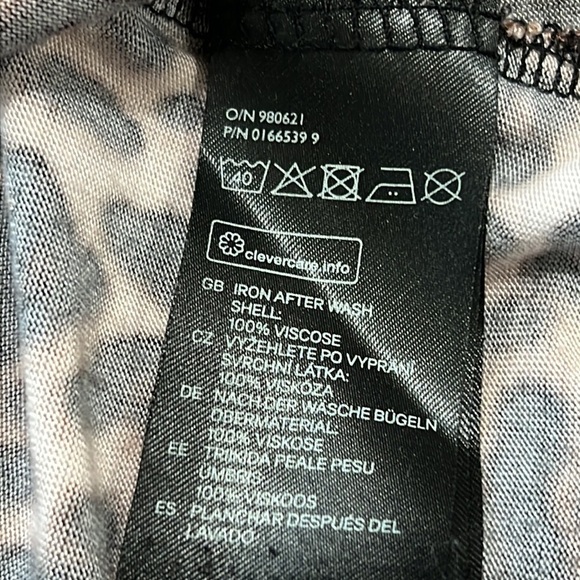 O/N 980621
P/N 0166539 9
40
clevercare.info
GB IRON AFTER WASH
SHELL:
100% VISCOSE
CZ VYŽEHLETE PO VYPRÁNÍ
SVRCHNÍ LÁTKA:
100% VISKÓZA
DE NACH DER WÄSCHE BÜGELN
OBERMATERIAL:
100% VISKOSE
EE TRIIKIDA PEALE PESU
ÜMBRIS:
100% VISKOOS
ES PLANCHAR DESPUÉS DEL
LAVADO